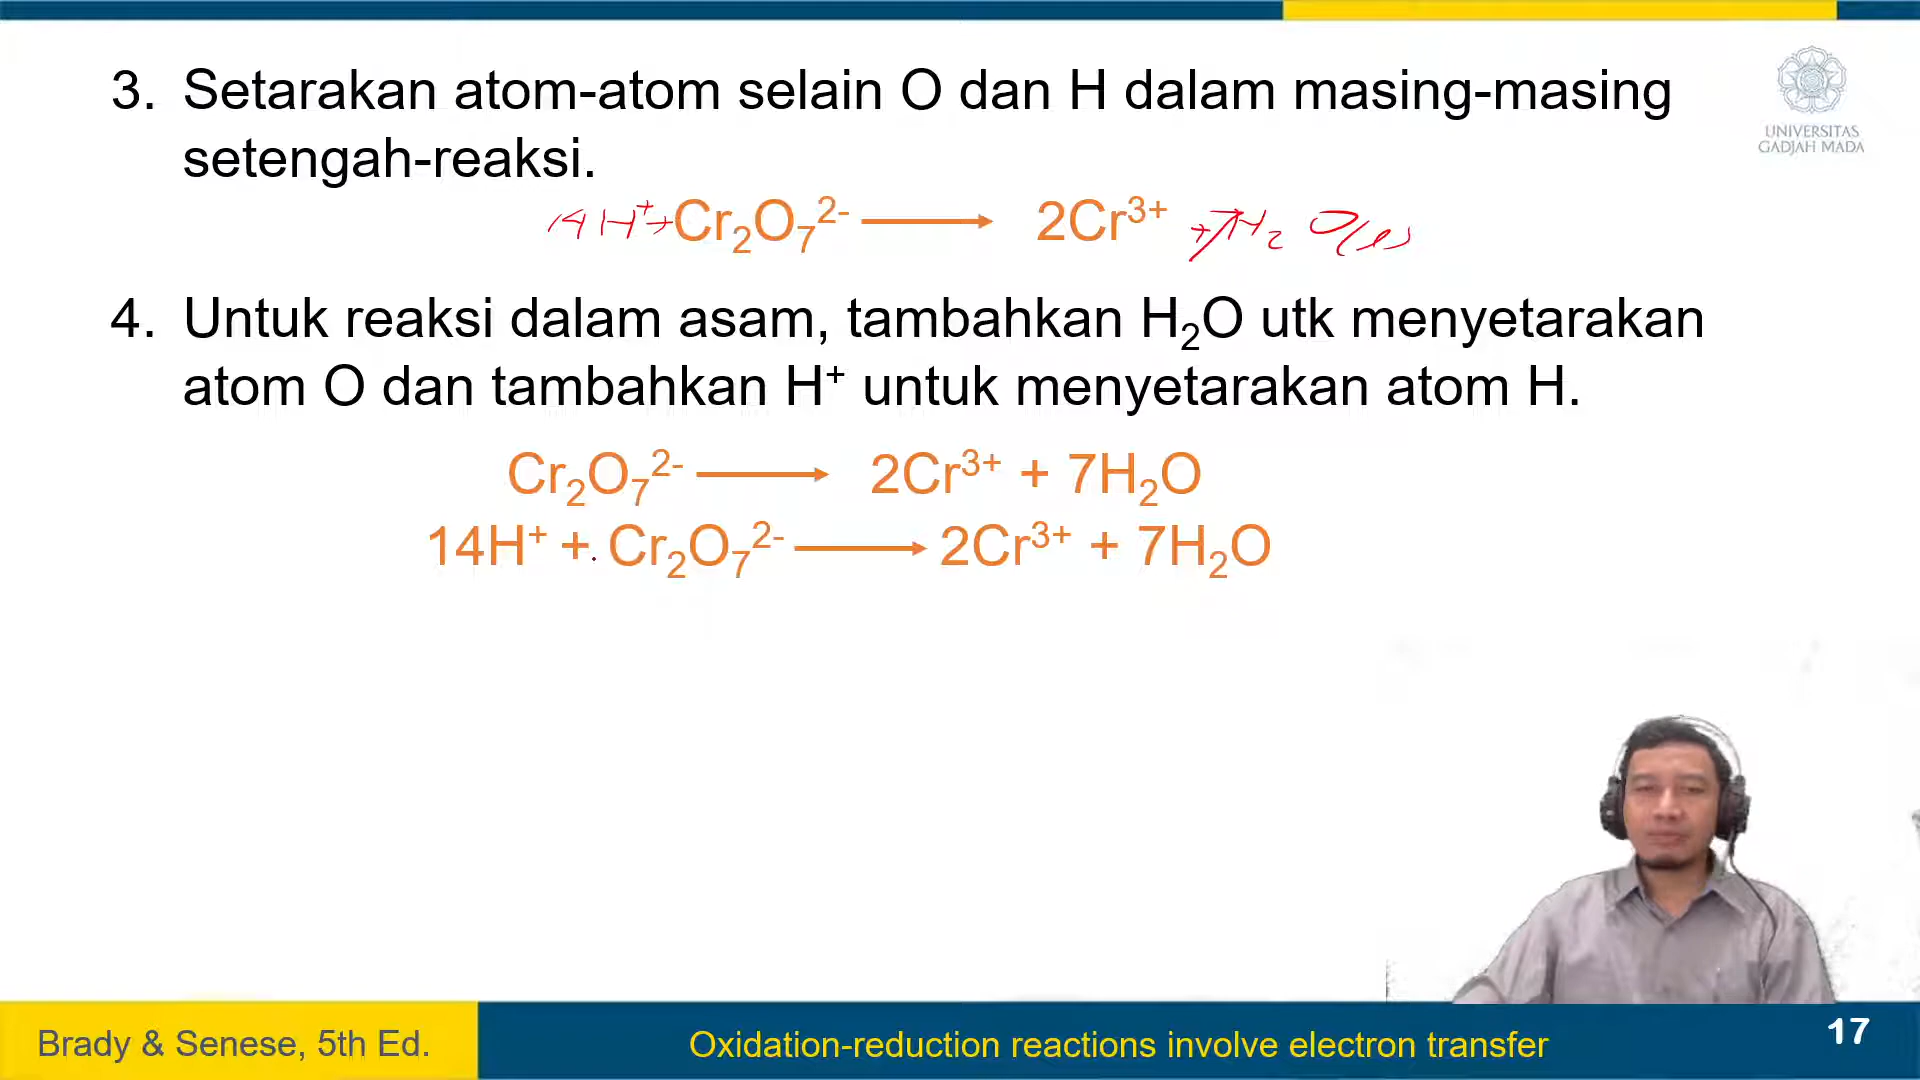 3. Setarakan atom-atom selain O dan H dalam masing-masing
setengah-reaksi.
UNIVERSITAS
GADJAH MADA
14 H⁺ + Cr₂O₇²⁻ ⟶ 2Cr³⁺ + 7H₂O
4. Untuk reaksi dalam asam, tambahkan H₂O utk menyetarakan
atom O dan tambahkan H⁺ untuk menyetarakan atom H.
Cr₂O₇²⁻ ⟶ 2Cr³⁺ + 7H₂O
14H⁺ + Cr₂O₇²⁻ ⟶ 2Cr³⁺ + 7H₂O
Brady & Senese, 5th Ed.
Oxidation-reduction reactions involve electron transfer
17